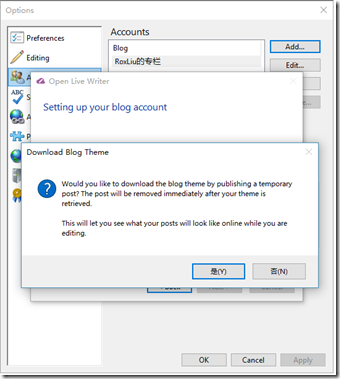 Options
Preferences
Editing
Accounts
Blog
RoxLiu的专栏
Add...
Edit...
Open Live Writer
Setting up your blog account
Download Blog Theme
Would you like to download the blog theme by publishing a temporary
post? The post will be removed immediately after your theme is
retrieved.
This will let you see what your posts will look like online while you are
editing.
是(Y)
否(N)
OK
Cancel
Apply